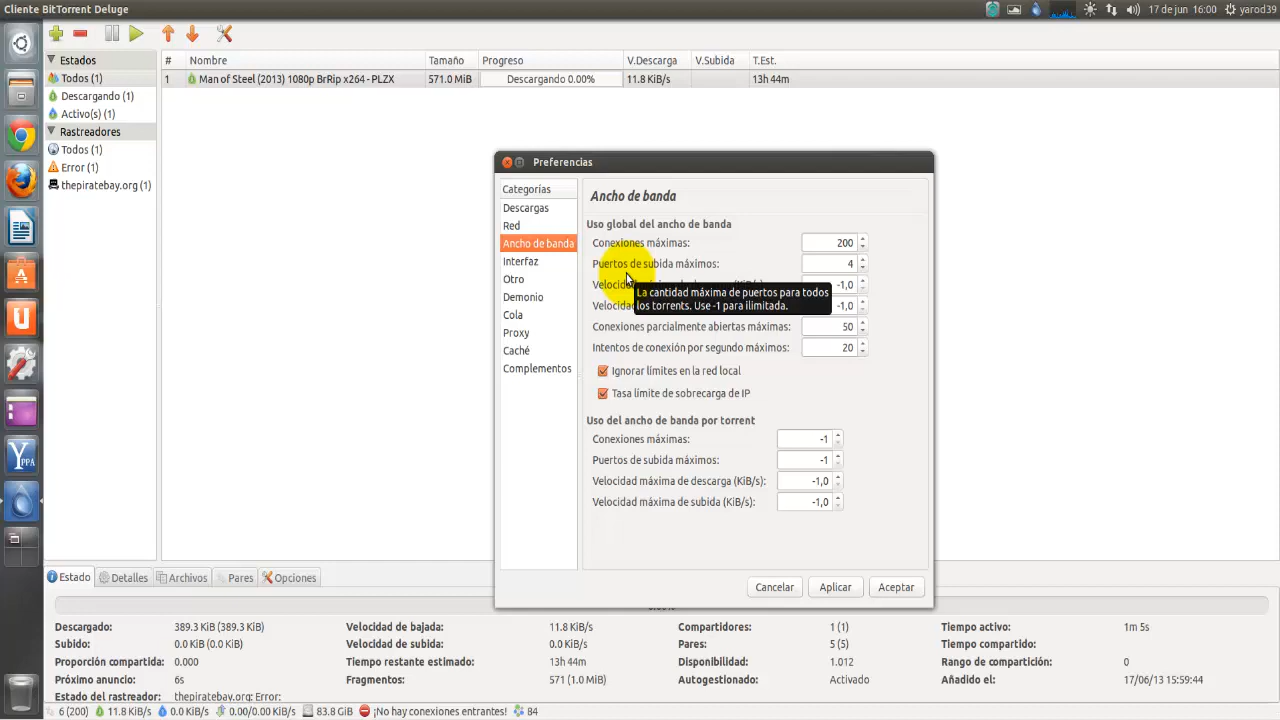 Cliente BitTorrent Deluge
17 de jun 16:00
yarod39
Estados
Todos (1)
Descargando (1)
Activo(s) (1)
Rastreadores
Todos (1)
Error (1)
thepiratebay.org (1)
# Nombre Tamaño Progreso V.Descarga V.Subida T.Est.
1 Man of Steel (2013) 1080p BrRip x264 - PLZX 571.0 MiB Descargando 0.00% 11.8 KiB/s 13h 44m
Preferencias
Categorías
Descargas
Red
Ancho de banda
Interfaz
Otro
Demonio
Cola
Proxy
Caché
Complementos
Ancho de banda
Uso global del ancho de banda
Conexiones máximas: 200
Puertos de subida máximos: 4
-1,0
La cantidad máxima de puertos para todos
los torrents. Use -1 para ilimitada.
-1,0
Conexiones parcialmente abiertas máximas: 50
Intentos de conexión por segundo máximos: 20
Ignorar límites en la red local
Tasa límite de sobrecarga de IP
Uso del ancho de banda por torrent
Conexiones máximas: -1
Puertos de subida máximos: -1
Velocidad máxima de descarga (KiB/s): -1,0
Velocidad máxima de subida (KiB/s): -1,0
Cancelar
Aplicar
Aceptar
YPPA
Estado
Detalles
Archivos
Pares
Opciones
Descargado: 389.3 KiB (389.3 KiB) Velocidad de bajada: 11.8 KiB/s Compartidores: 1 (1) Tiempo activo: 1m 5s
Subido: 0.0 KiB (0.0 KiB) Velocidad de subida: 0.0 KiB/s Pares: 5 (5) Tiempo compartido:
Proporción compartida: 0.000 Tiempo restante estimado: 13h 44m Disponibilidad: 1.012 Rango de compartición: 0
Próximo anuncio: 6s Fragmentos: 571 (1.0 MiB) Autogestionado: Activado Añadido el: 17/06/13 15:59:44
Estado del rastreador: thepiratebay.org: Error:
6 (200) 11.8 KiB/s 0.0 KiB/s 0.00/0.00 KiB/s 83.8 GiB ¡No hay conexiones entrantes! 84